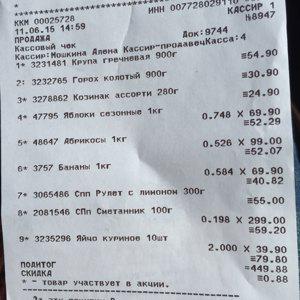 ККМ 00025728 ИНН 007728029110
11.06.15 14:59 КАССИР 1
ПРОДАЖА №8947
Кассовый чек Док:9744
Кассир:Мошкина Алена Кассир-продавецКасса:4
1* 3231481 Крупа гречневая 900г
≡54.90
2: 3232765 Горох колотый 900г
≡30.90
3* 3278862 Козинак ассорти 280г
≡24.90
4* 47795 Яблоки сезонные 1кг
0.748 X 69.90
≡52.29
5* 48647 Абрикосы 1кг
0.526 X 99.00
≡52.07
6* 3757 Бананы 1кг
0.584 X 69.90
≡40.82
7* 3065486 Спп Рулет с лимоном 300г
≡55.00
8* 2081546 СПп Сметанник 100г
0.198 X 299.00
≡59.20
9* 3235296 Яйчо куриное 10шт
2.000 X 39.90
≡79.80
ПОДИТОГ ≡449.88
СКИДКА ≡0.88
* - товар участвует в акции.